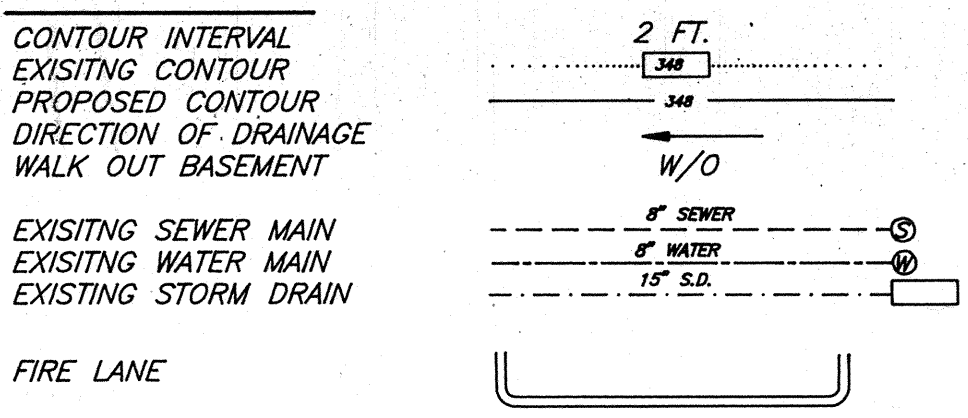 CONTOUR INTERVAL 2 FT.
EXISITNG CONTOUR 348
PROPOSED CONTOUR 348
DIRECTION OF DRAINAGE
WALK OUT BASEMENT W/O
EXISITNG SEWER MAIN 8" SEWER S
EXISITNG WATER MAIN 8" WATER W
EXISTING STORM DRAIN 15" S.D.
FIRE LANE